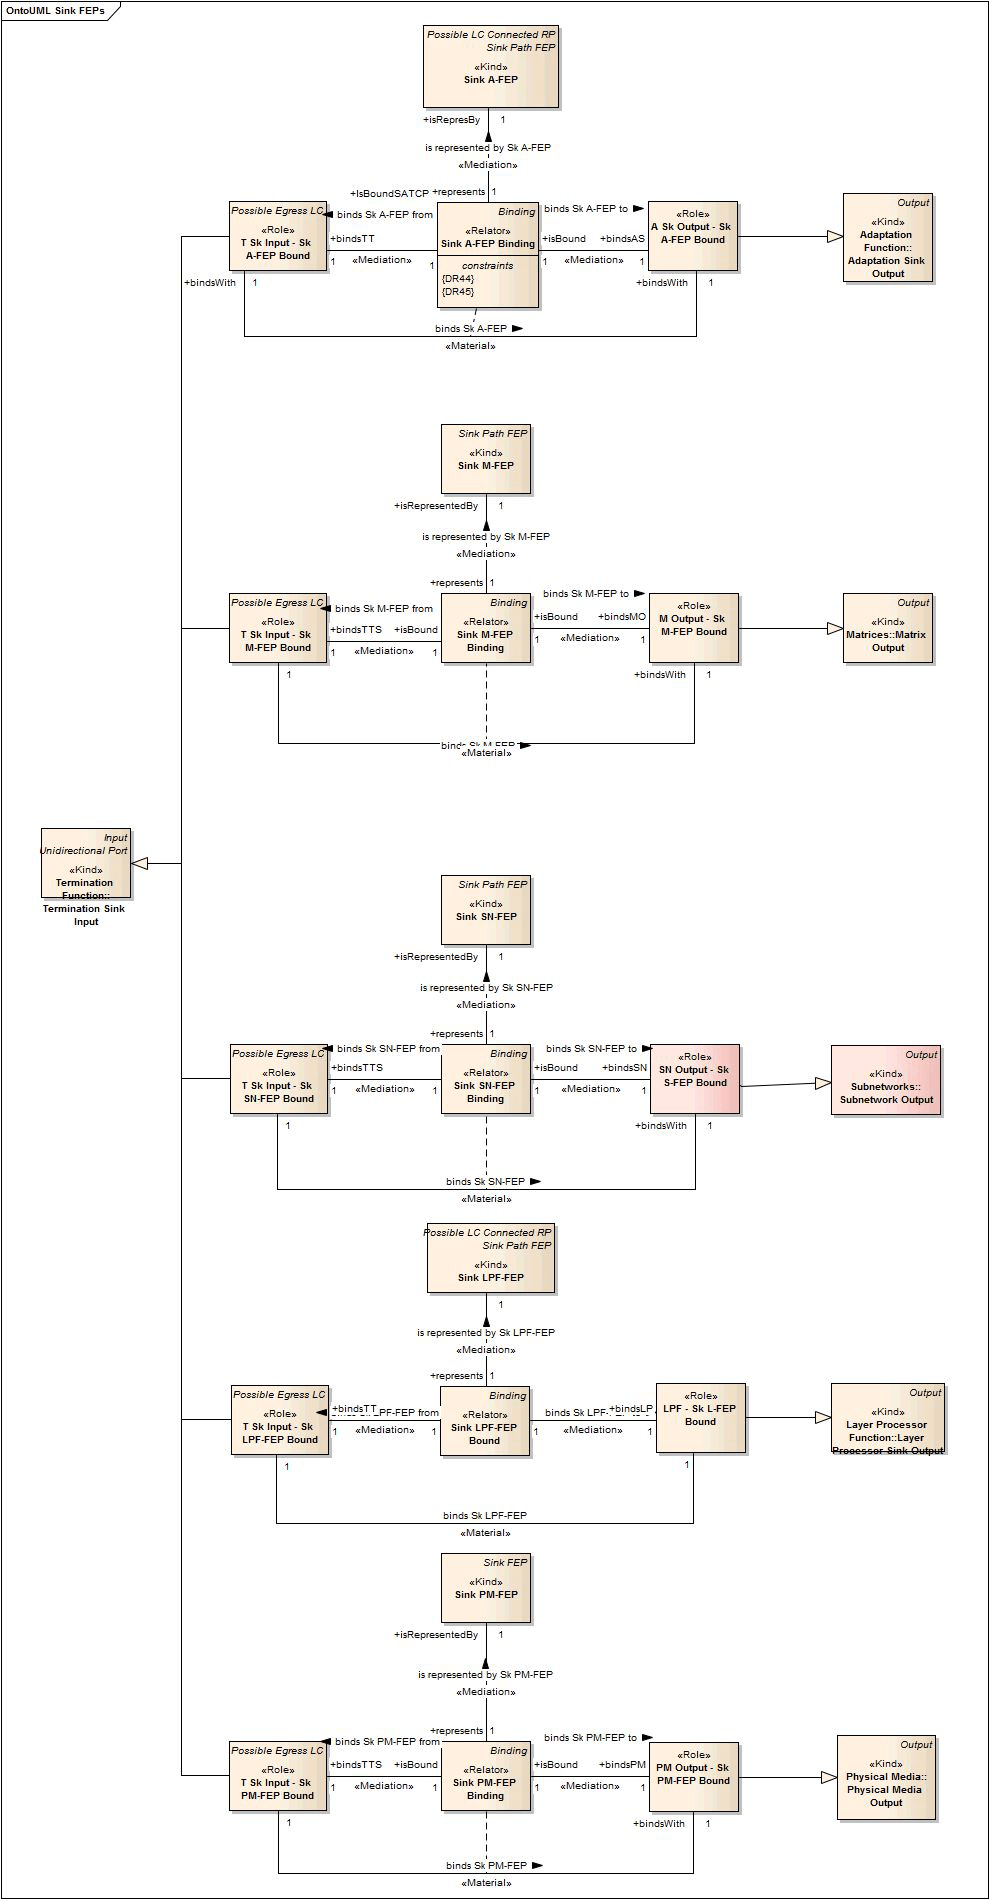 OntoUML Sink FEPs
Possible LC Connected RP
Sink Path FEP
«Kind»
Sink A-FEP
+isRepresBy 1
is represented by Sk A-FEP
«Mediation»
+IsBoundSATCP +represents 1
Possible Egress LC
«Role»
T Sk Input - Sk
A-FEP Bound
binds Sk A-FEP from
+bindsTT
1 «Mediation» 1
Binding
«Relator»
Sink A-FEP Binding
constraints
{DR44}
{DR45}
binds Sk A-FEP to
+isBound +bindsAS
1 «Mediation» 1
«Role»
A Sk Output - Sk
A-FEP Bound
Output
«Kind»
Adaptation
Function::
Adaptation Sink
Output
+bindsWith 1
+bindsWith 1
binds Sk A-FEP
«Material»
Sink Path FEP
«Kind»
Sink M-FEP
+isRepresentedBy 1
is represented by Sk M-FEP
«Mediation»
+represents 1
Possible Egress LC
«Role»
T Sk Input - Sk
M-FEP Bound
binds Sk M-FEP from
+bindsTTS +isBound
1 «Mediation» 1
Binding
«Relator»
Sink M-FEP
Binding
binds Sk M-FEP to
+isBound +bindsMO
1 «Mediation» 1
«Role»
M Output - Sk
M-FEP Bound
Output
«Kind»
Matrices::Matrix
Output
1
+bindsWith 1
binds Sk M-FEP
«Material»
Input
Unidirectional Port
«Kind»
Termination
Function::
Termination Sink
Input
Sink Path FEP
«Kind»
Sink SN-FEP
+isRepresentedBy 1
is represented by Sk SN-FEP
«Mediation»
+represents 1
Possible Egress LC
«Role»
T Sk Input - Sk
SN-FEP Bound
binds Sk SN-FEP from
+bindsTTS
1 «Mediation» 1
Binding
«Relator»
Sink SN-FEP
Binding
binds Sk SN-FEP to
+isBound +bindsSN
1 «Mediation» 1
«Role»
SN Output - Sk
S-FEP Bound
Output
«Kind»
Subnetworks::
Subnetwork Output
1
+bindsWith 1
binds Sk SN-FEP
«Material»
Possible LC Connected RP
Sink Path FEP
«Kind»
Sink LPF-FEP
1
is represented by Sk LPF-FEP
«Mediation»
+represents 1
Possible Egress LC
«Role»
T Sk Input - Sk
LPF-FEP Bound
+bindsTT
binds Sk LPF-FEP from
1 «Mediation» 1
Binding
«Relator»
Sink LPF-FEP
Bound
binds Sk LPF- +bindsLP
1 «Mediation» 1
«Role»
LPF - Sk L-FEP
Bound
Output
«Kind»
Layer Processor
Function::Layer
Processor Sink Output
1
1
binds Sk LPF-FEP
«Material»
Sink FEP
«Kind»
Sink PM-FEP
+isRepresentedBy 1
is represented by Sk PM-FEP
«Mediation»
+represents 1
Possible Egress LC
«Role»
T Sk Input - Sk
PM-FEP Bound
binds Sk PM-FEP from
+bindsTTS +isBound
1 «Mediation» 1
Binding
«Relator»
Sink PM-FEP
Binding
binds Sk PM-FEP to
+isBound +bindsPM
1 «Mediation» 1
«Role»
PM Output - Sk
PM-FEP Bound
Output
«Kind»
Physical Media::
Physical Media
Output
1
+bindsWith 1
binds Sk PM-FEP
«Material»